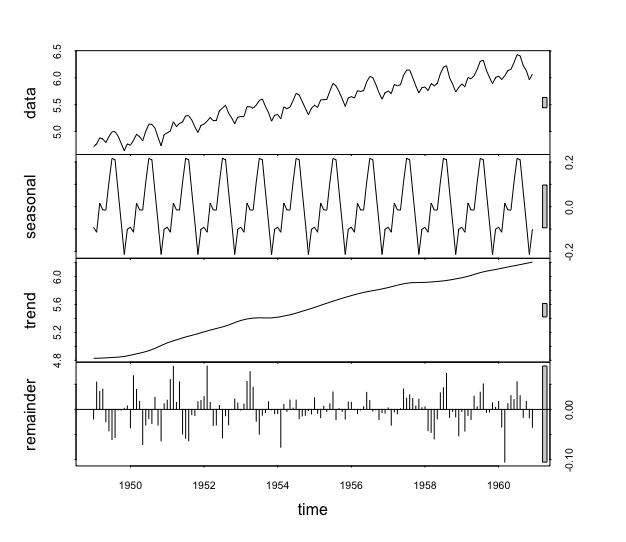 data
5.0 5.5 6.0 6.5
seasonal
-0.2 0.0 0.2
trend
4.8 5.2 5.6 6.0
remainder
-0.10 0.00
1950 1952 1954 1956 1958 1960
time